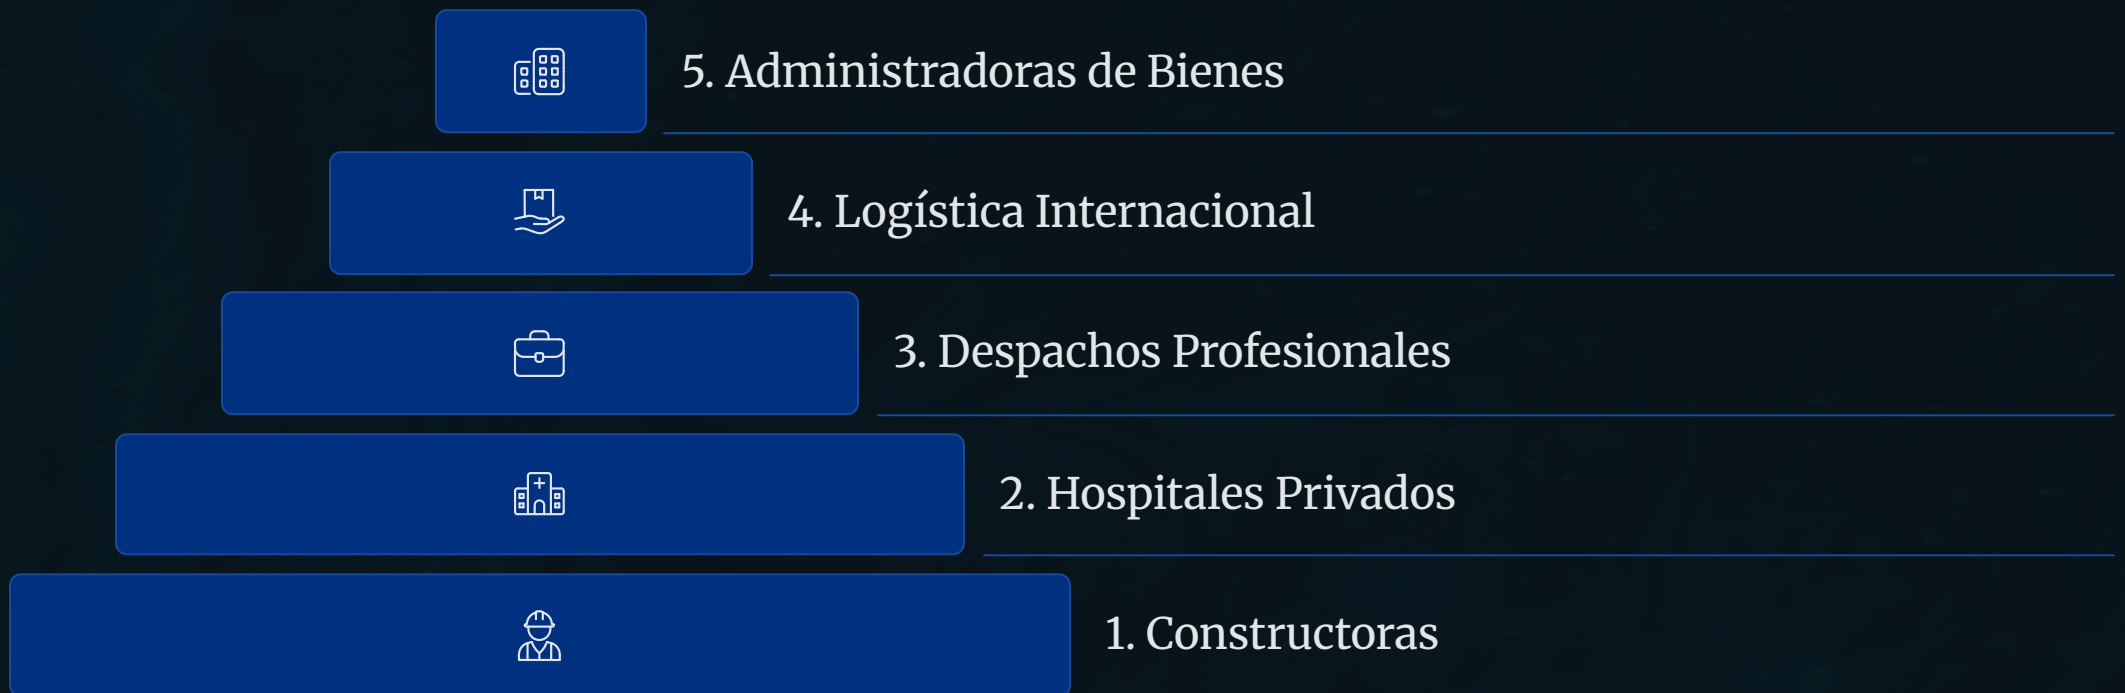 5. Administradoras de Bienes
4. Logística Internacional
3. Despachos Profesionales
2. Hospitales Privados
1. Constructoras